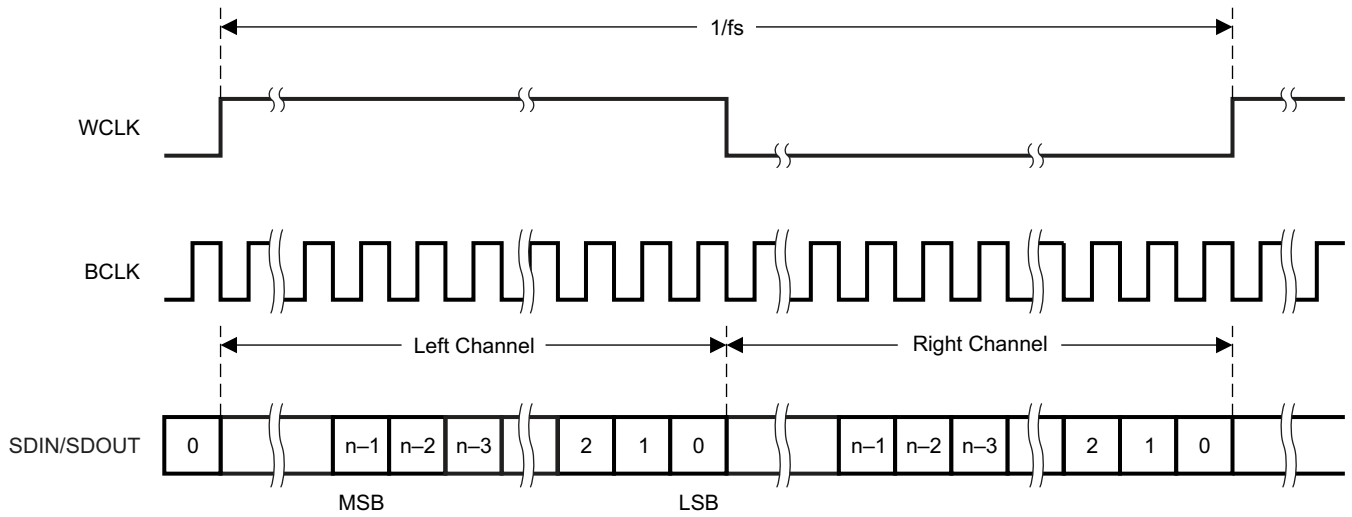 1/fs
WCLK
BCLK
Left Channel
Right Channel
SDIN/SDOUT
0 n–1 n–2 n–3 2 1 0 n–1 n–2 n–3 2 1 0
MSB LSB